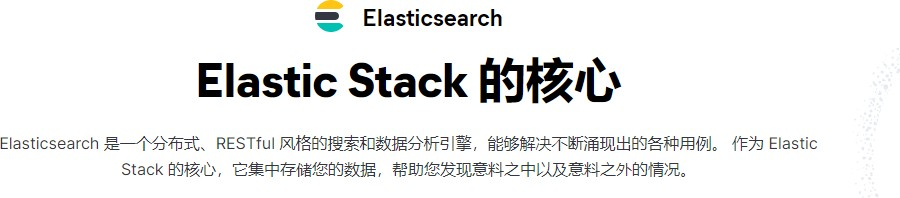 Elasticsearch
Elastic Stack 的核心
Elasticsearch 是一个分布式、RESTful 风格的搜索和数据分析引擎，能够解决不断涌现出的各种用例。 作为 Elastic
Stack 的核心，它集中存储您的数据，帮助您发现意料之中以及意料之外的情况。